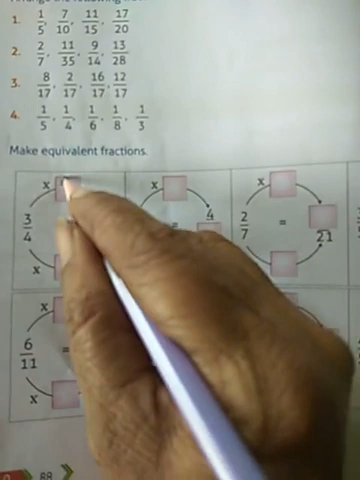 1. 1/5, 7/10, 11/15, 17/20
2. 2/7, 11/35, 9/14, 13/28
3. 8/17, 2/17, 16/17, 12/17
4. 1/5, 1/4, 1/6, 1/8, 1/3
Make equivalent fractions.
x x x
3/4 = 4 2/7 = 21
x
x
6/11 =
x
88